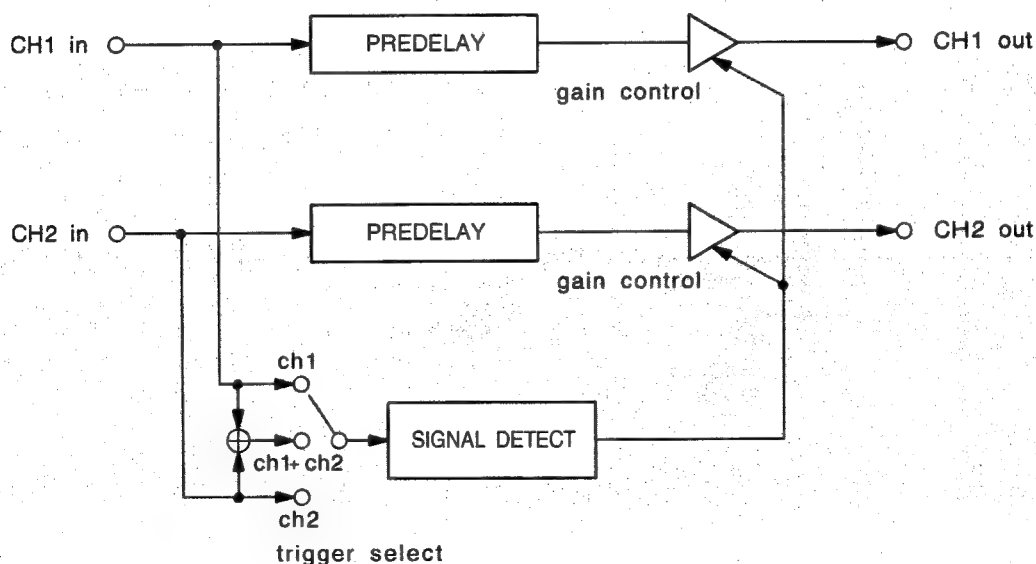 CH1 in
PREDELAY
CH1 out
gain control
CH2 in
PREDELAY
CH2 out
gain control
ch1
SIGNAL DETECT
ch1+ ch2
ch2
trigger select